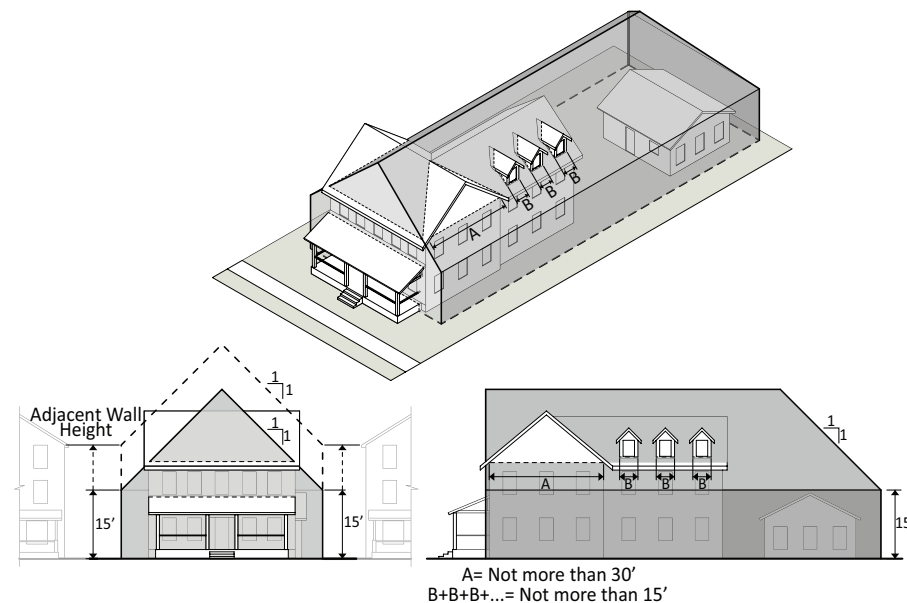 A
B
B
B
1
1
1
1
Adjacent Wall
Height
15′
15′
1
1
A
B
B
B
15′
A= Not more than 30′
B+B+B+...= Not more than 15′